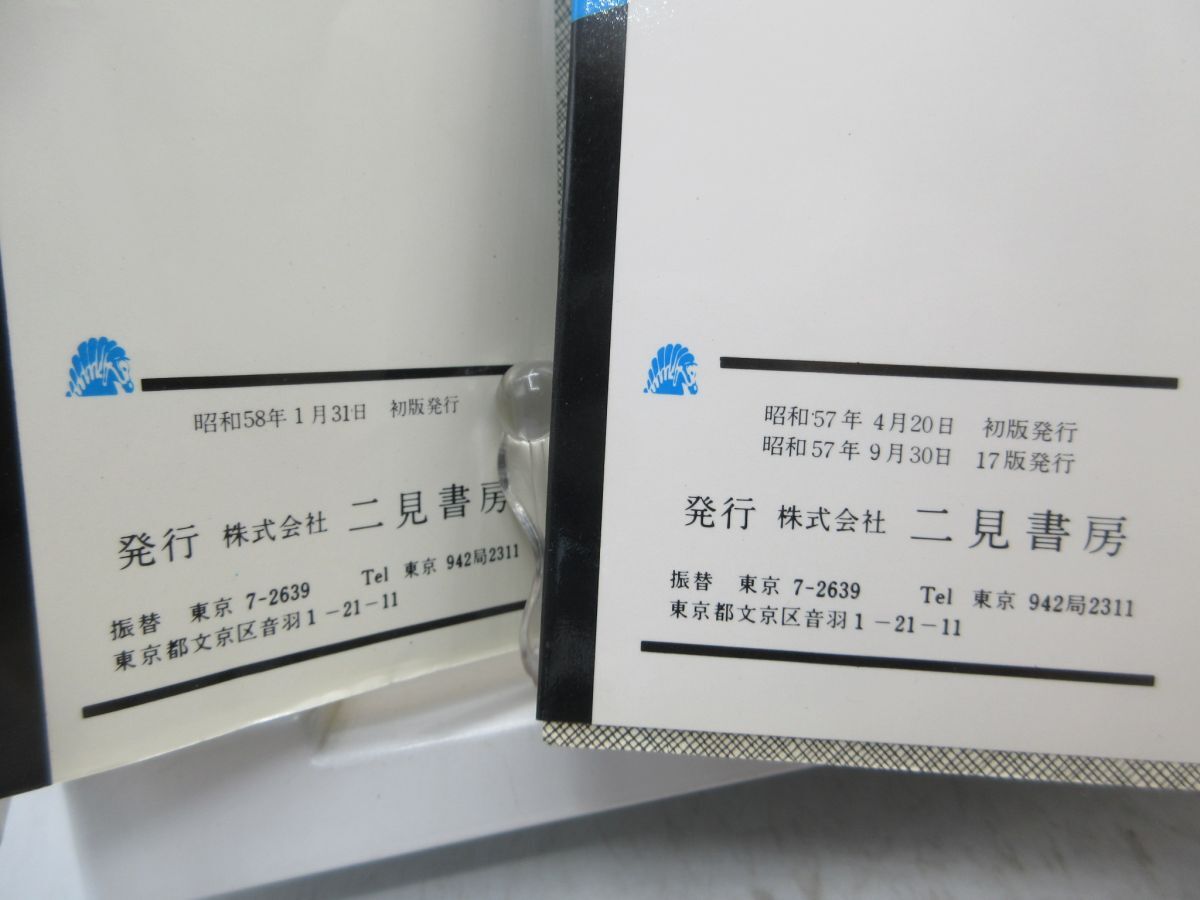 昭和58年1月31日 初版発行
発行 株式会社 二見書房
振替 東京 7-2639 Tel 東京 942局2311
東京都文京区音羽1-21-11
昭和57年4月20日 初版発行
昭和57年9月30日 17版発行
発行 株式会社 二見書房
振替 東京 7-2639 Tel 東京 942局2311
東京都文京区音羽1-21-11